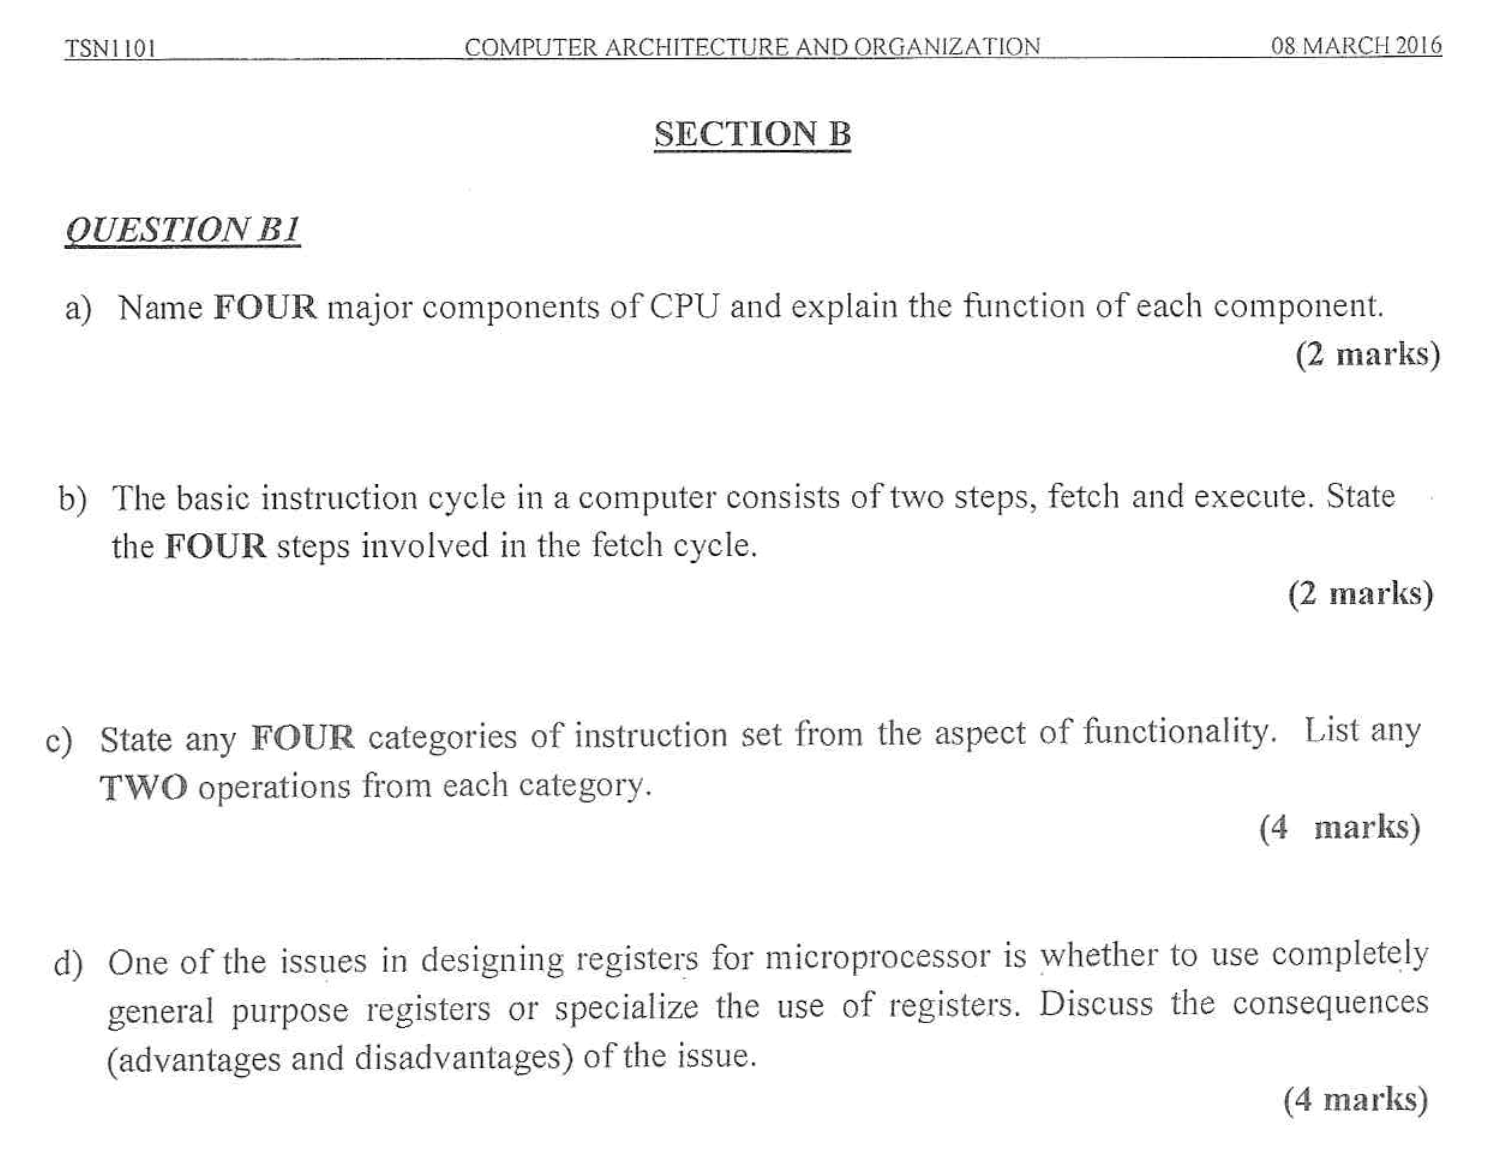 TSN1101 COMPUTER ARCHITECTURE AND ORGANIZATION 08 MARCH 2016
SECTION B
QUESTION B1
a) Name FOUR major components of CPU and explain the function of each component.
(2 marks)
b) The basic instruction cycle in a computer consists of two steps, fetch and execute. State
the FOUR steps involved in the fetch cycle.
(2 marks)
c) State any FOUR categories of instruction set from the aspect of functionality. List any
TWO operations from each category.
(4 marks)
d) One of the issues in designing registers for microprocessor is whether to use completely
general purpose registers or specialize the use of registers. Discuss the consequences
(advantages and disadvantages) of the issue.
(4 marks)